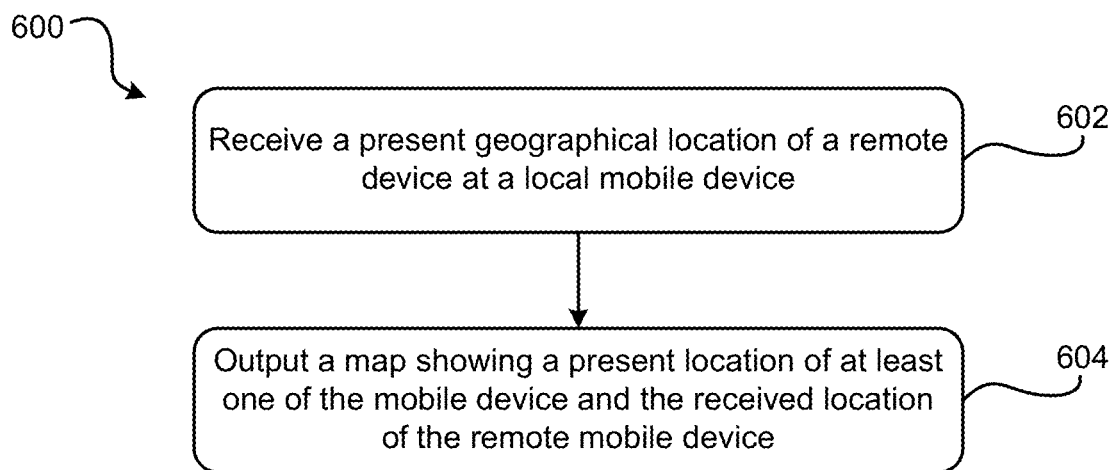 600
Receive a present geographical location of a remote
device at a local mobile device
602
Output a map showing a present location of at least
one of the mobile device and the received location
of the remote mobile device
604